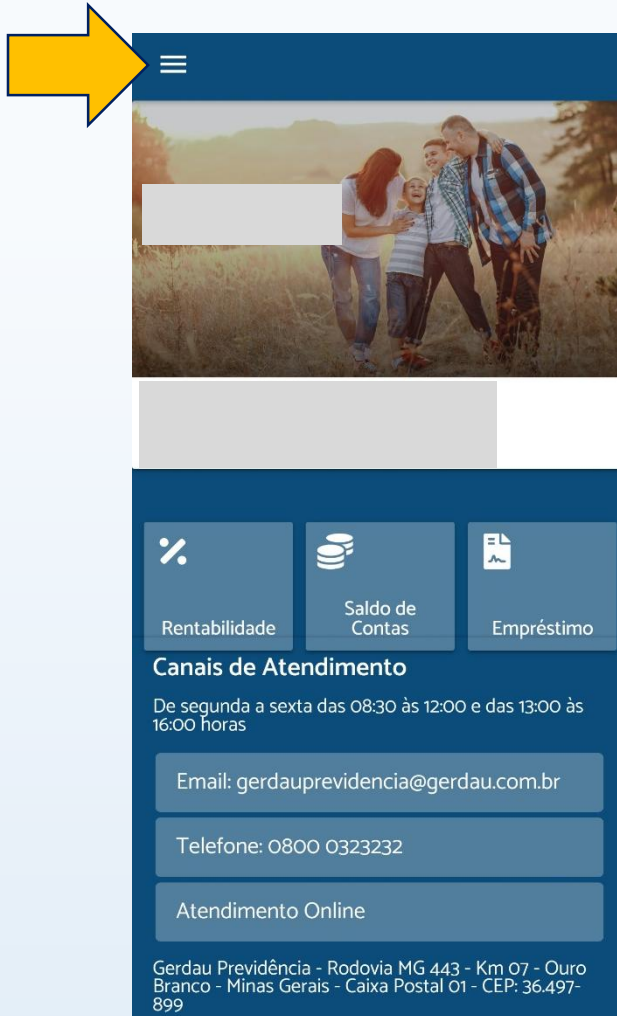 Rentabilidade
Saldo de
Contas
Empréstimo
Canais de Atendimento
De segunda a sexta das 08:30 às 12:00 e das 13:00 às
16:00 horas
Email: gerdauprevidencia@gerdau.com.br
Telefone: 0800 0323232
Atendimento Online
Gerdau Previdência - Rodovia MG 443 - Km 07 - Ouro
Branco - Minas Gerais - Caixa Postal 01 - CEP: 36.497-
899